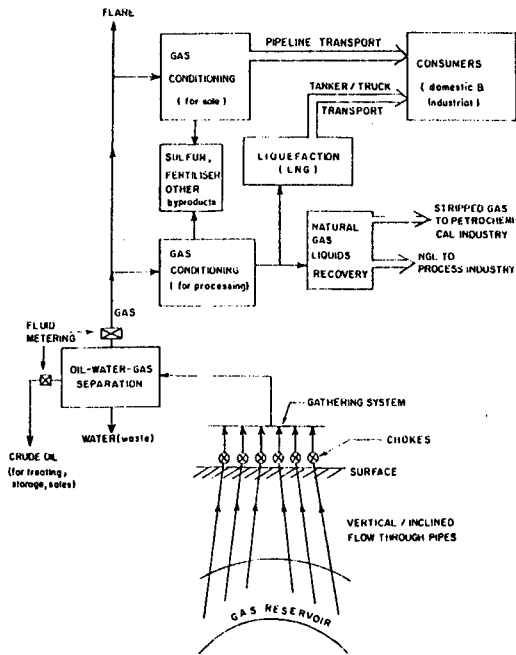 FLARE
GAS
CONDITIONING
(for sale)
PIPELINE TRANSPORT
CONSUMERS
(domestic &
Industrial)
TANKER/TRUCK
TRANSPORT
SULFUR,
FERTILISER
OTHER
byproducts
LIQUEFACTION
(LNG)
GAS
CONDITIONING
(for processing)
NATURAL
GAS
LIQUIDS
RECOVERY
STRIPPED GAS
TO PETROCHEMI
CAL INDUSTRY
NGL TO
PROCESS INDUSTRY
GAS
FLUID
METERING
OIL-WATER-GAS
SEPARATION
WATER(waste)
CRUDE OIL
(for treating,
storage, sales)
GATHERING SYSTEM
CHOKES
SURFACE
VERTICAL / INCLINED
FLOW THROUGH PIPES
GAS RESERVOIR